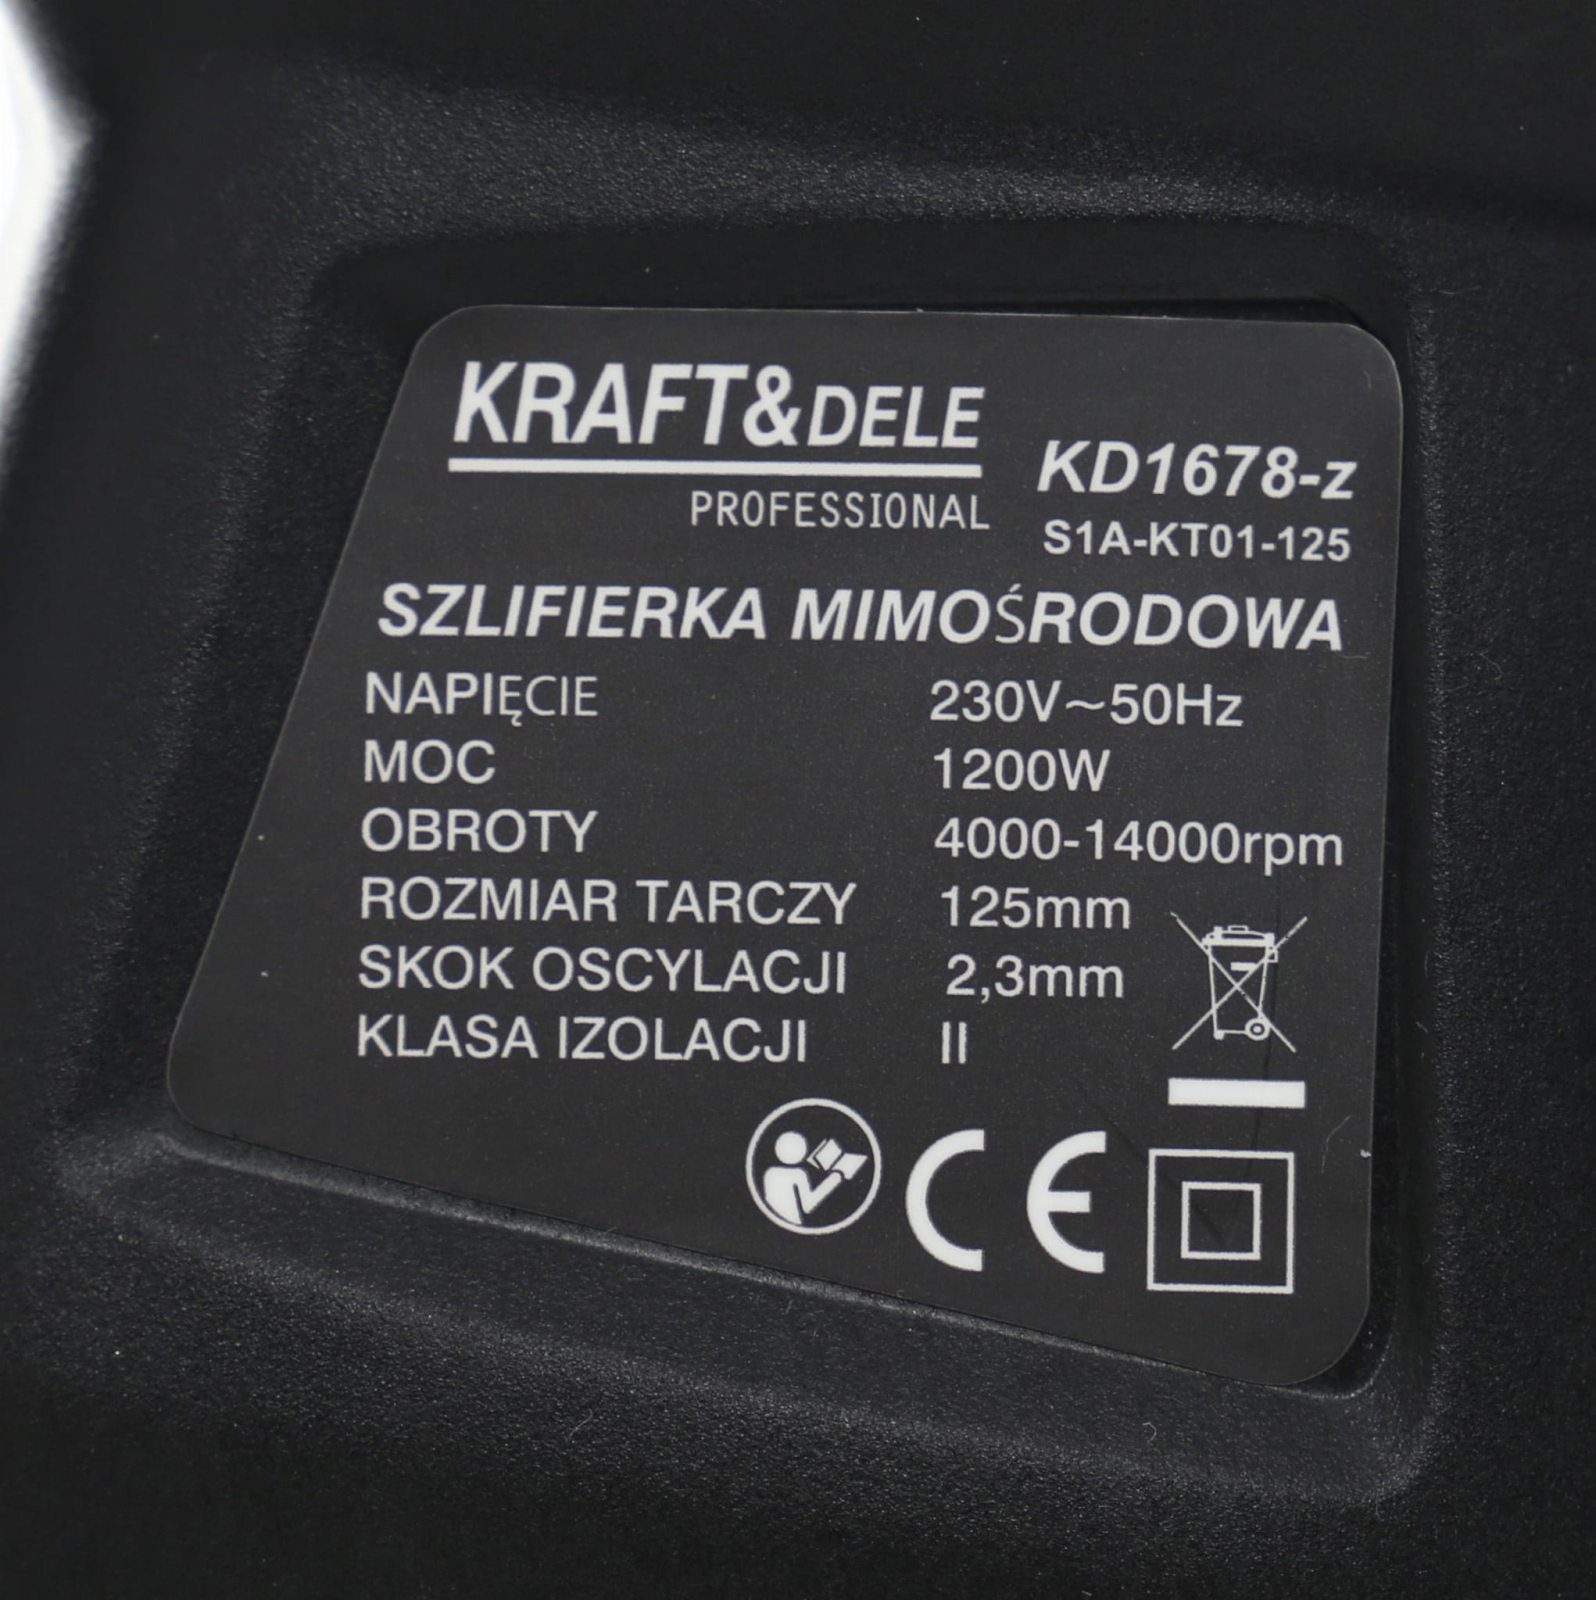 KRAFT&DELE
PROFESSIONAL
KD1678-z
S1A-KT01-125
SZLIFIERKA MIMOŚRODOWA
NAPIĘCIE 230V~50Hz
MOC 1200W
OBROTY 4000-14000rpm
ROZMIAR TARCZY 125mm
SKOK OSCYLACJI 2,3mm
KLASA IZOLACJI II
CE